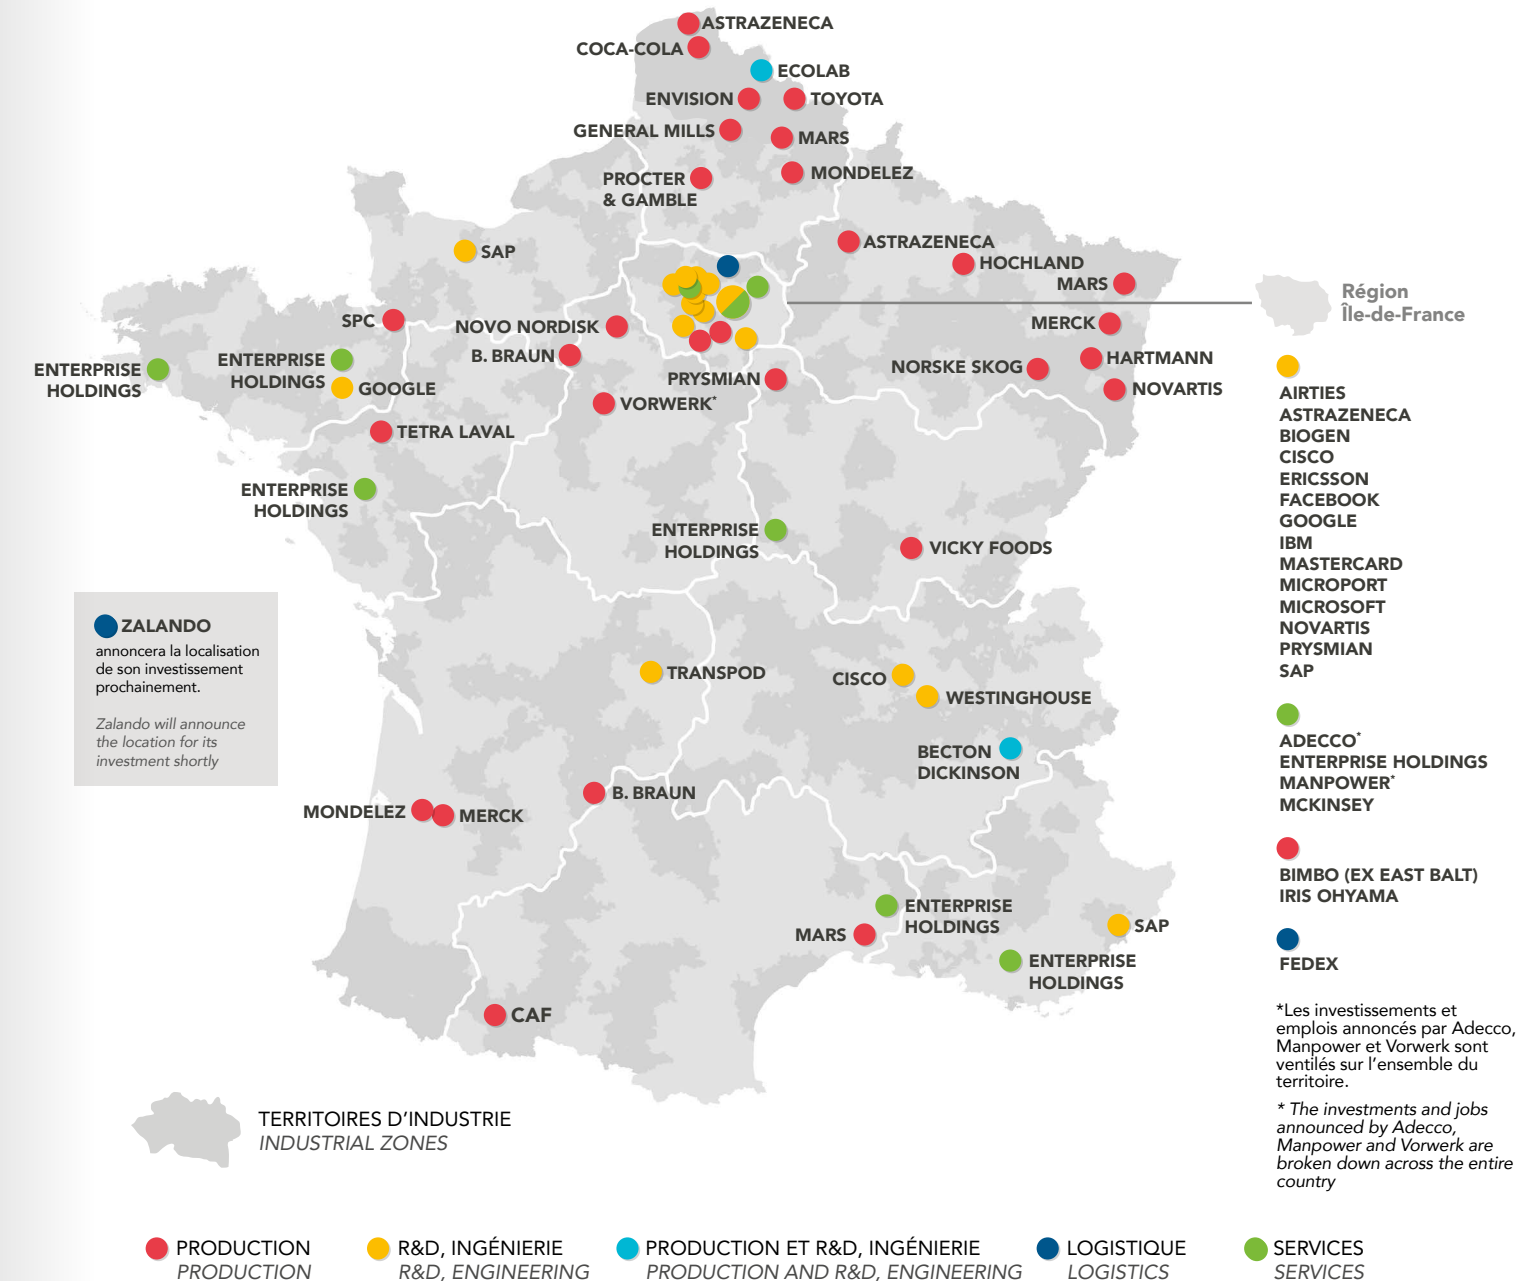 ASTRAZENECA
COCA-COLA
ECOLAB
ENVISION
TOYOTA
GENERAL MILLS
MARS
PROCTER
& GAMBLE
MONDELEZ
SAP
ASTRAZENECA
HOCHLAND
MARS
SPC
NOVO NORDISK
MERCK
B. BRAUN
ENTERPRISE
HOLDINGS
ENTERPRISE
HOLDINGS
GOOGLE
PRYSMIAN
VORWERK*
NORSKE SKOG
HARTMANN
NOVARTIS
TETRA LAVAL
ENTERPRISE
HOLDINGS
ENTERPRISE
HOLDINGS
VICKY FOODS
ZALANDO
annoncera la localisation
de son investissement
prochainement.
Zalando will announce
the location for its
investment shortly
TRANSPOD
CISCO
WESTINGHOUSE
BECTON
DICKINSON
B. BRAUN
MONDELEZ
MERCK
ENTERPRISE
HOLDINGS
MARS
SAP
ENTERPRISE
HOLDINGS
CAF
Région
Île-de-France
AIRTIES
ASTRAZENECA
BIOGEN
CISCO
ERICSSON
FACEBOOK
GOOGLE
IBM
MASTERCARD
MICROPORT
MICROSOFT
NOVARTIS
PRYSMIAN
SAP
ADECCO*
ENTERPRISE HOLDINGS
MANPOWER*
MCKINSEY
BIMBO (EX EAST BALT)
IRIS OHYAMA
FEDEX
*Les investissements et
emplois annoncés par Adecco,
Manpower et Vorwerk sont
ventilés sur l'ensemble du
territoire.
* The investments and jobs
announced by Adecco,
Manpower and Vorwerk are
broken down across the entire
country
TERRITOIRES D'INDUSTRIE
INDUSTRIAL ZONES
PRODUCTION
PRODUCTION
R&D, INGÉNIERIE
R&D, ENGINEERING
PRODUCTION ET R&D, INGÉNIERIE
PRODUCTION AND R&D, ENGINEERING
LOGISTIQUE
LOGISTICS
SERVICES
SERVICES